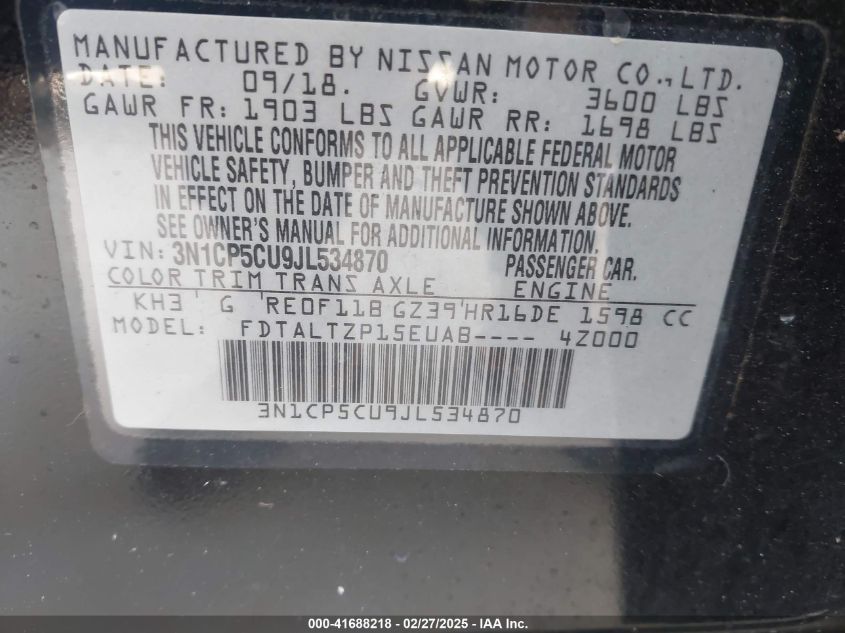 MANUFACTURED BY NISSAN MOTOR CO., LTD.
DATE: 09/18. GVWR: 3600 LBS
GAWR FR: 1903 LBS GAWR RR: 1698 LBS
THIS VEHICLE CONFORMS TO ALL APPLICABLE FEDERAL MOTOR
VEHICLE SAFETY, BUMPER AND THEFT PREVENTION STANDARDS
IN EFFECT ON THE DATE OF MANUFACTURE SHOWN ABOVE.
SEE OWNER'S MANUAL FOR ADDITIONAL INFORMATION.
VIN: 3N1CP5CU9JL534870 PASSENGER CAR.
COLOR TRIM TRANS AXLE ENGINE
KH3 G RE0F11B GZ39 HR16DE 1598 CC
MODEL: FDTALTZP15EUAB---- 4Z000
3N1CP5CU9JL534870
000-41688218 - 02/27/2025 - IAA Inc.